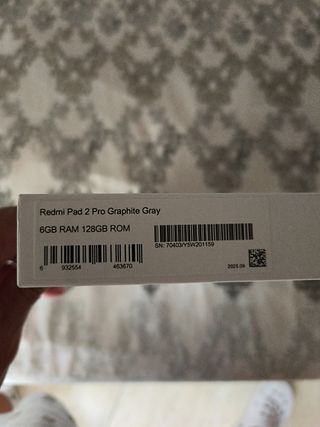 Redmi Pad 2 Pro Graphite Gray
6GB RAM 128GB ROM
SN: 70403/Y5W201159
6 932554 463670
2025.09